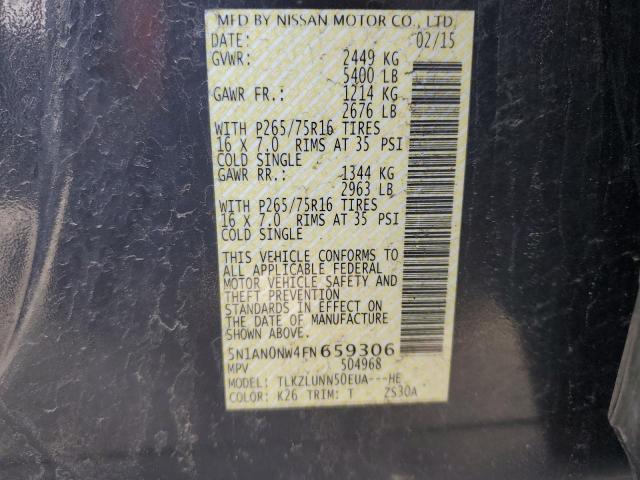 MFD BY NISSAN MOTOR CO., LTD.
DATE: 02/15
GVWR: 2449 KG
5400 LB
GAWR FR.: 1214 KG
2676 LB
WITH P265/75R16 TIRES
16 X 7.0 RIMS AT 35 PSI
COLD SINGLE
GAWR RR.: 1344 KG
2963 LB
WITH P265/75R16 TIRES
16 X 7.0 RIMS AT 35 PSI
COLD SINGLE
THIS VEHICLE CONFORMS TO
ALL APPLICABLE FEDERAL
MOTOR VEHICLE SAFETY AND
THEFT PREVENTION
STANDARDS IN EFFECT ON
THE DATE OF MANUFACTURE
SHOWN ABOVE.
5N1AN0NW4FN659306
MPV 504968
MODEL: TLKZLUNN50EUA---HE
COLOR: K26 TRIM: T ZS30A